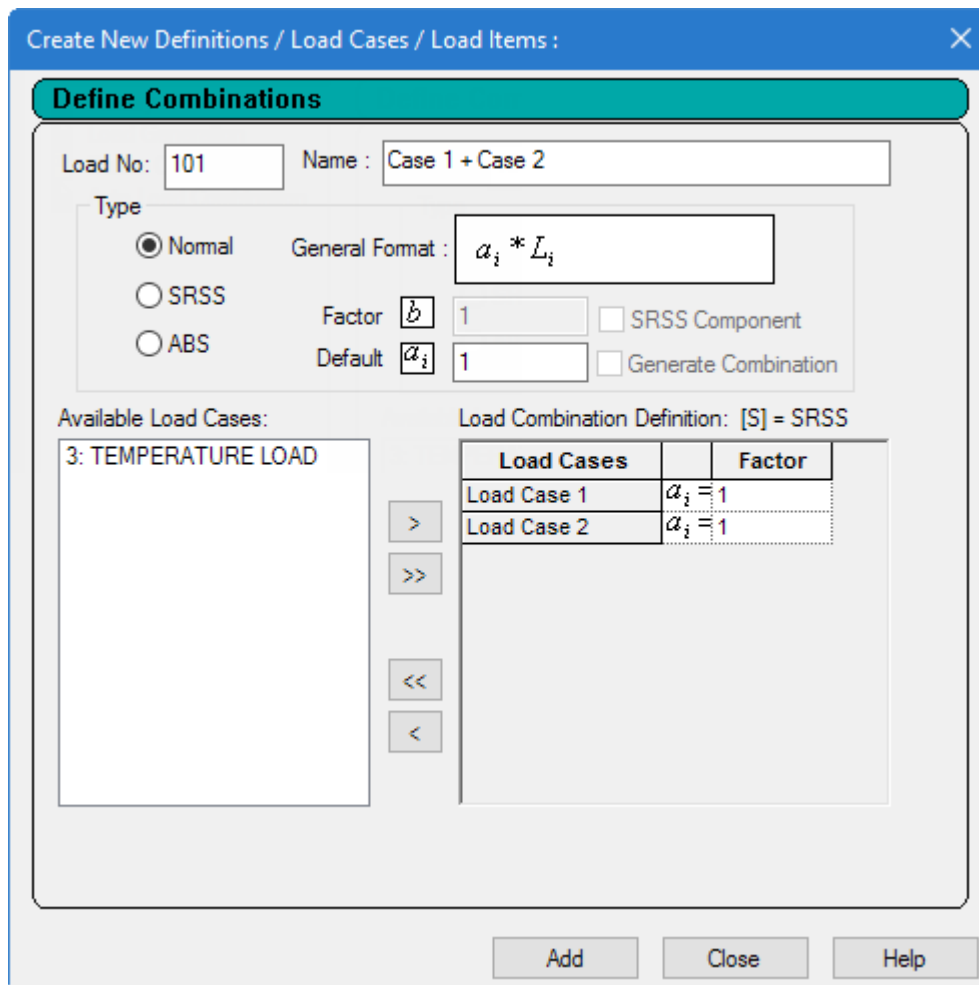 Create New Definitions / Load Cases / Load Items :
Define Combinations
Load No: 101 Name : Case 1 + Case 2
Type
Normal General Format : a_i * L_i
SRSS
Factor b 1 SRSS Component
ABS
Default a_i 1 Generate Combination
Available Load Cases: Load Combination Definition: [S] = SRSS
3: TEMPERATURE LOAD
Load Cases Factor
Load Case 1 a_i = 1
Load Case 2 a_i = 1
>
>>
<<
<
Add Close Help